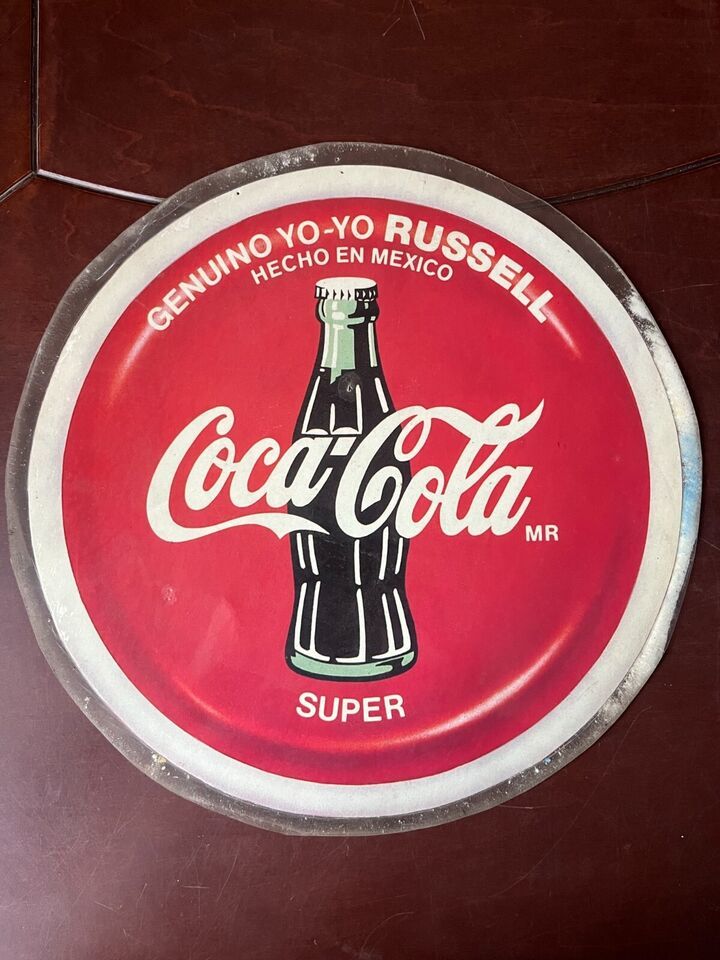 GENUINO YO-YO RUSSELL
HECHO EN MEXICO
Coca-Cola MR
SUPER